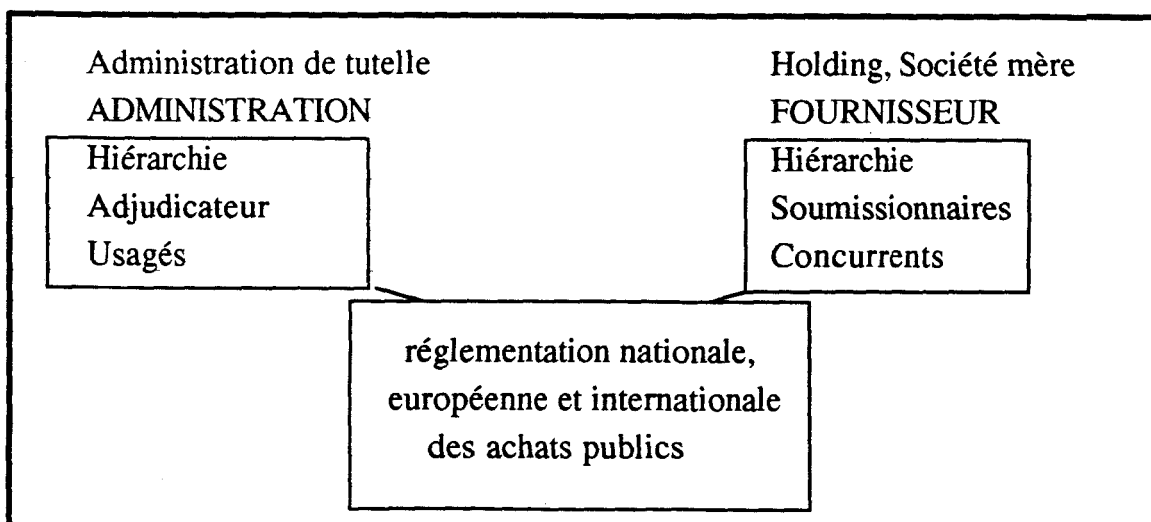 Administration de tutelle
ADMINISTRATION
Hiérarchie
Adjudicateur
Usagés
Holding, Société mère
FOURNISSEUR
Hiérarchie
Soumissionnaires
Concurrents
réglementation nationale,
européenne et internationale
des achats publics